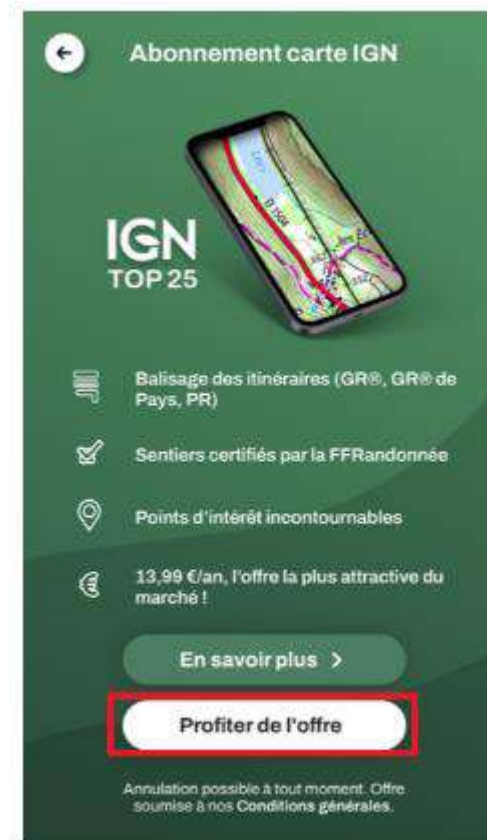 Abonnement carte IGN
IGN
TOP 25
Balisage des itinéraires (GR®, GR® de
Pays, PR)
Sentiers certifiés par la FFRandonnée
Points d'intérêt incontournables
13,99 €/an, l'offre la plus attractive du
marché !
En savoir plus >
Profiter de l'offre
Annulation possible à tout moment. Offre
soumise à nos Conditions générales.